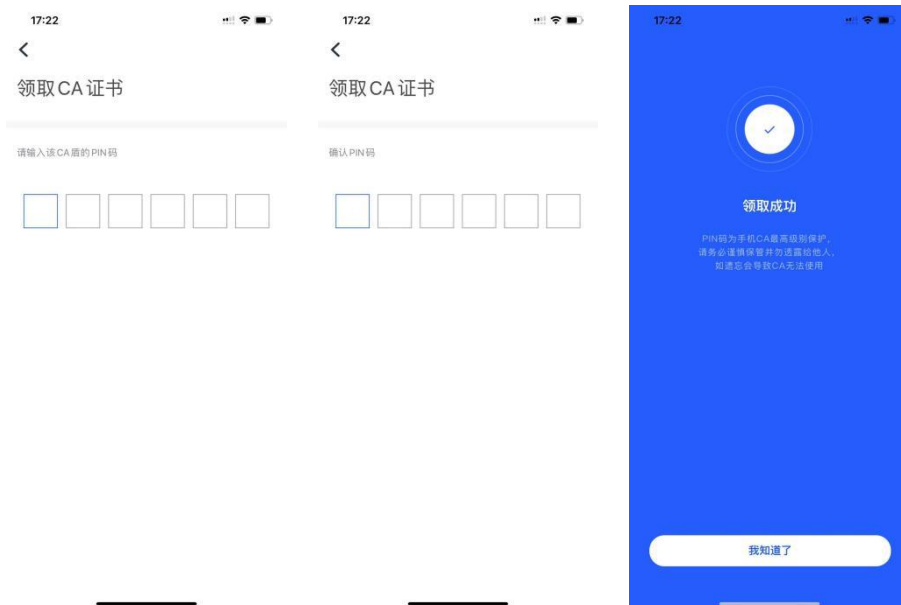 17:22
领取CA证书
请输入该CA盾的PIN码
17:22
领取CA证书
确认PIN码
17:22
领取成功
PIN码为手机CA最高级别保护，
请务必谨慎保管并勿透露给他人，
如遗忘会导致CA无法使用
我知道了